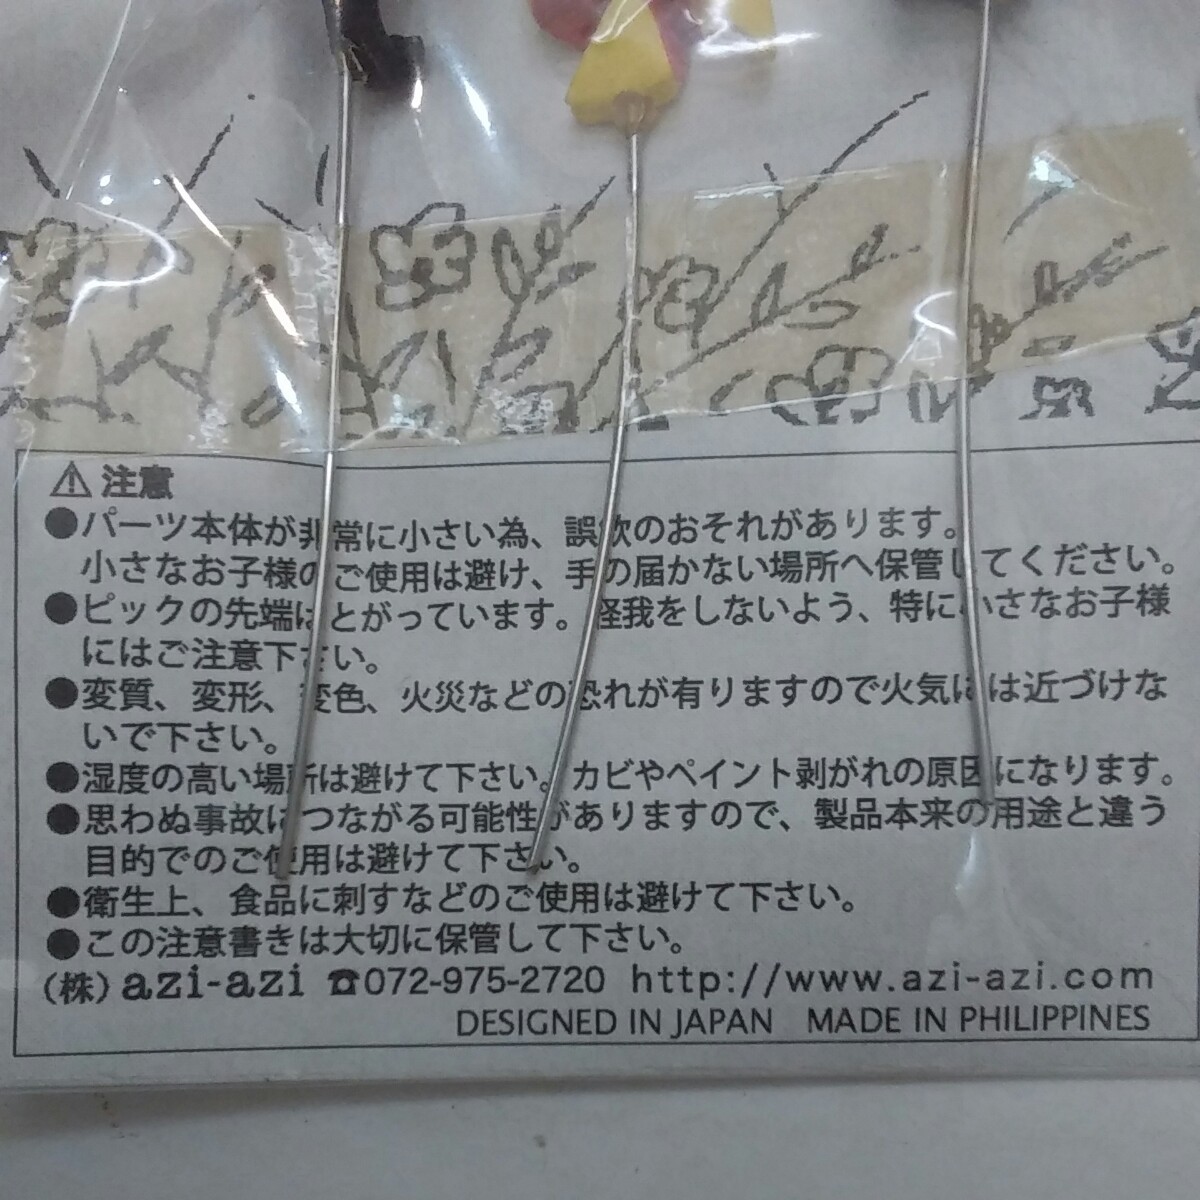 ⚠注意
●パーツ本体が非常に小さい為、誤飲のおそれがあります。
小さなお子様のご使用は避け、手の届かない場所へ保管してください。
●ピックの先端はとがっています。怪我をしないよう、特に小さなお子様
にはご注意下さい。
●変質、変形、変色、火災などの恐れが有りますので火気には近づけな
いで下さい。
●湿度の高い場所は避けて下さい。カビやペイント剥がれの原因になります。
●思わぬ事故につながる可能性がありますので、製品本来の用途と違う
目的でのご使用は避けて下さい。
●衛生上、食品に刺すなどのご使用は避けて下さい。
●この注意書きは大切に保管して下さい。
(株) azi-azi ☎072-975-2720 http://www.azi-azi.com
DESIGNED IN JAPAN MADE IN PHILIPPINES